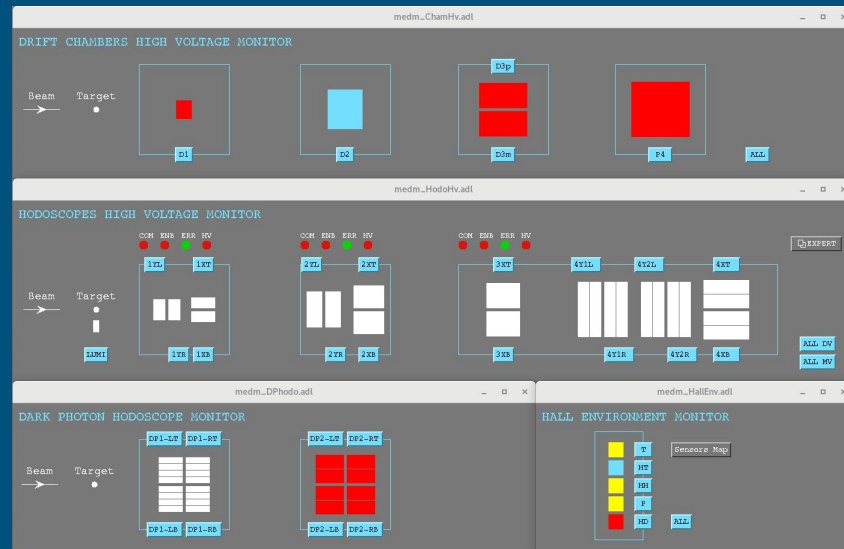 medm_ChamHv.adl
DRIFT CHAMBERS HIGH VOLTAGE MONITOR
D3p
Beam Target
D1 D2 D3m P4 ALL
medm_HodoHv.adl
HODOSCOPES HIGH VOLTAGE MONITOR
COM ENB ERR HV COM ENB ERR HV COM ENB ERR HV
EXPERT
1YL 1XT 2YL 2XT 3XT 4Y1L 4Y2L 4XT
Beam Target
ALL DV
LUMI 1YR 1XB 2YR 2XB 3XB 4Y1R 4Y2R 4XB
ALL MV
medm_DPhodo.adl
DARK PHOTON HODOSCOPE MONITOR
DP1-LT DP1-RT DP2-LT DP2-RT
Beam Target
DP1-LB DP1-RB DP2-LB DP2-RB
medm_HallEnv.adl
HALL ENVIRONMENT MONITOR
T Sensors Map
HT
HH
P
HD ALL